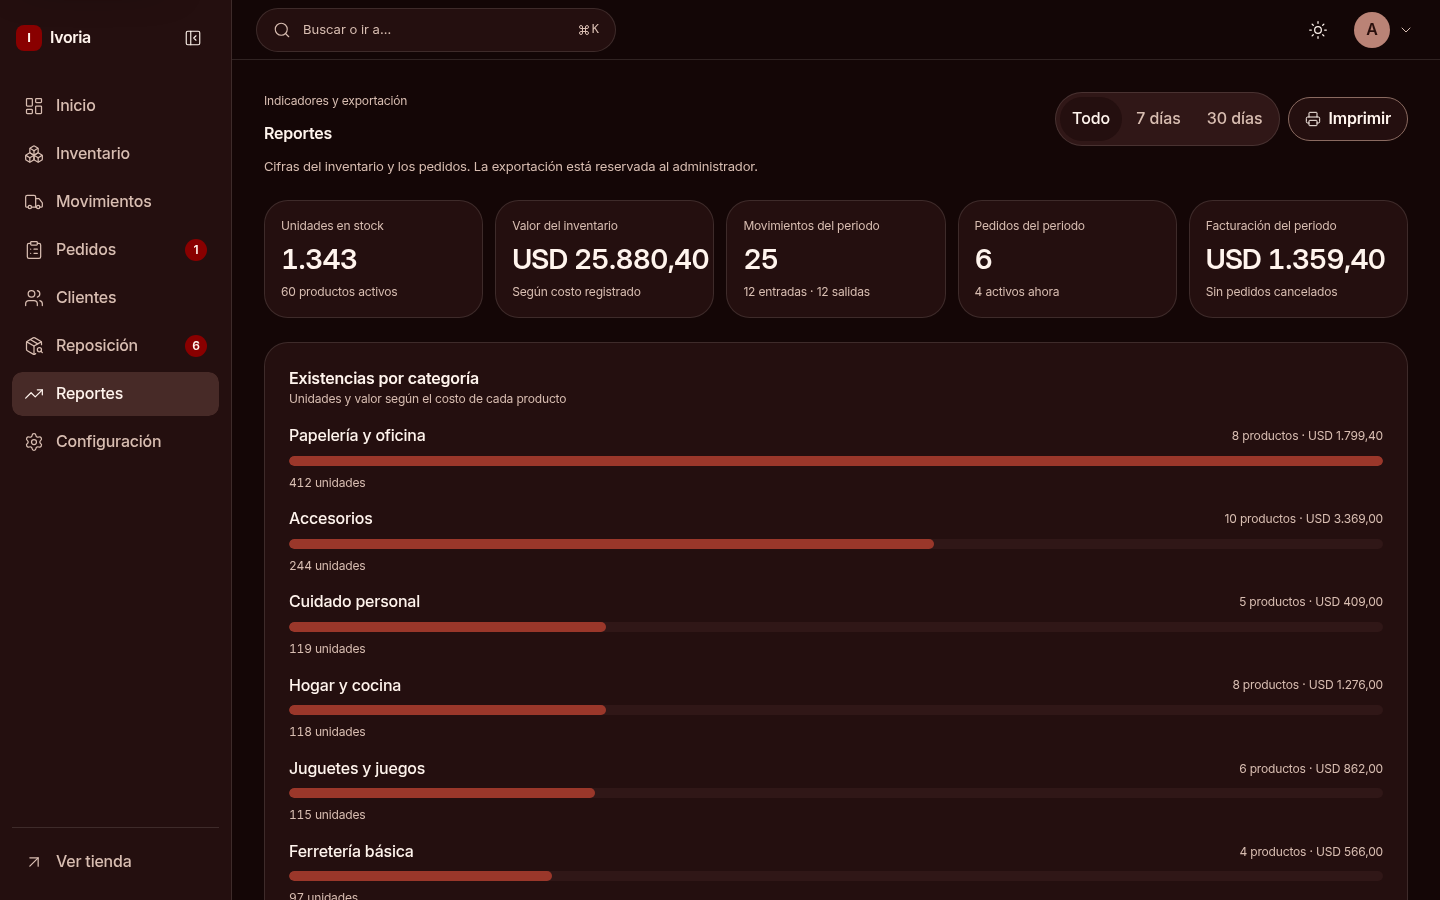 I Ivoria
Buscar o ir a...
⌘K
A
Inicio
Inventario
Movimientos
Pedidos 1
Clientes
Reposición 6
Reportes
Configuración
Ver tienda
Indicadores y exportación
Reportes
Cifras del inventario y los pedidos. La exportación está reservada al administrador.
Todo 7 días 30 días
Imprimir
Unidades en stock
1.343
60 productos activos
Valor del inventario
USD 25.880,40
Según costo registrado
Movimientos del periodo
25
12 entradas · 12 salidas
Pedidos del periodo
6
4 activos ahora
Facturación del periodo
USD 1.359,40
Sin pedidos cancelados
Existencias por categoría
Unidades y valor según el costo de cada producto
Papelería y oficina 8 productos · USD 1.799,40
412 unidades
Accesorios 10 productos · USD 3.369,00
244 unidades
Cuidado personal 5 productos · USD 409,00
119 unidades
Hogar y cocina 8 productos · USD 1.276,00
118 unidades
Juguetes y juegos 6 productos · USD 862,00
115 unidades
Ferretería básica 4 productos · USD 566,00
97 unidades